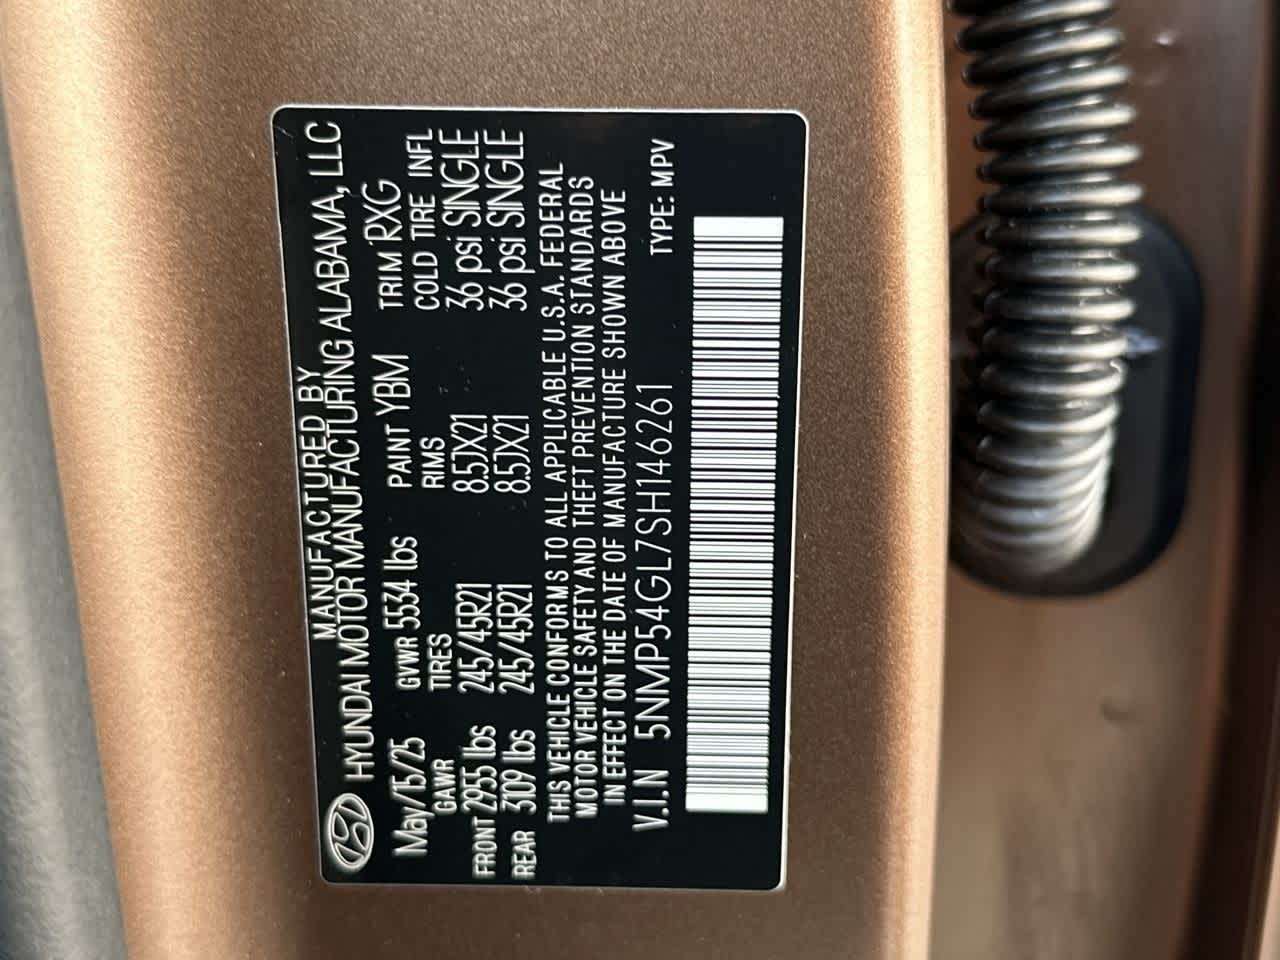 MANUFACTURED BY
HYUNDAI MOTOR MANUFACTURING ALABAMA, LLC
May/15/25 GVWR 5534 lbs PAINT YBM TRIM RXG
GAWR TIRES RIMS COLD TIRE INFL
FRONT 2955 lbs 245/45R21 8.5JX21 36 psi SINGLE
REAR 3109 lbs 245/45R21 8.5JX21 36 psi SINGLE
THIS VEHICLE CONFORMS TO ALL APPLICABLE U.S.A. FEDERAL
MOTOR VEHICLE SAFETY AND THEFT PREVENTION STANDARDS
IN EFFECT ON THE DATE OF MANUFACTURE SHOWN ABOVE
V.I.N 5NMP54GL7SH146261 TYPE: MPV